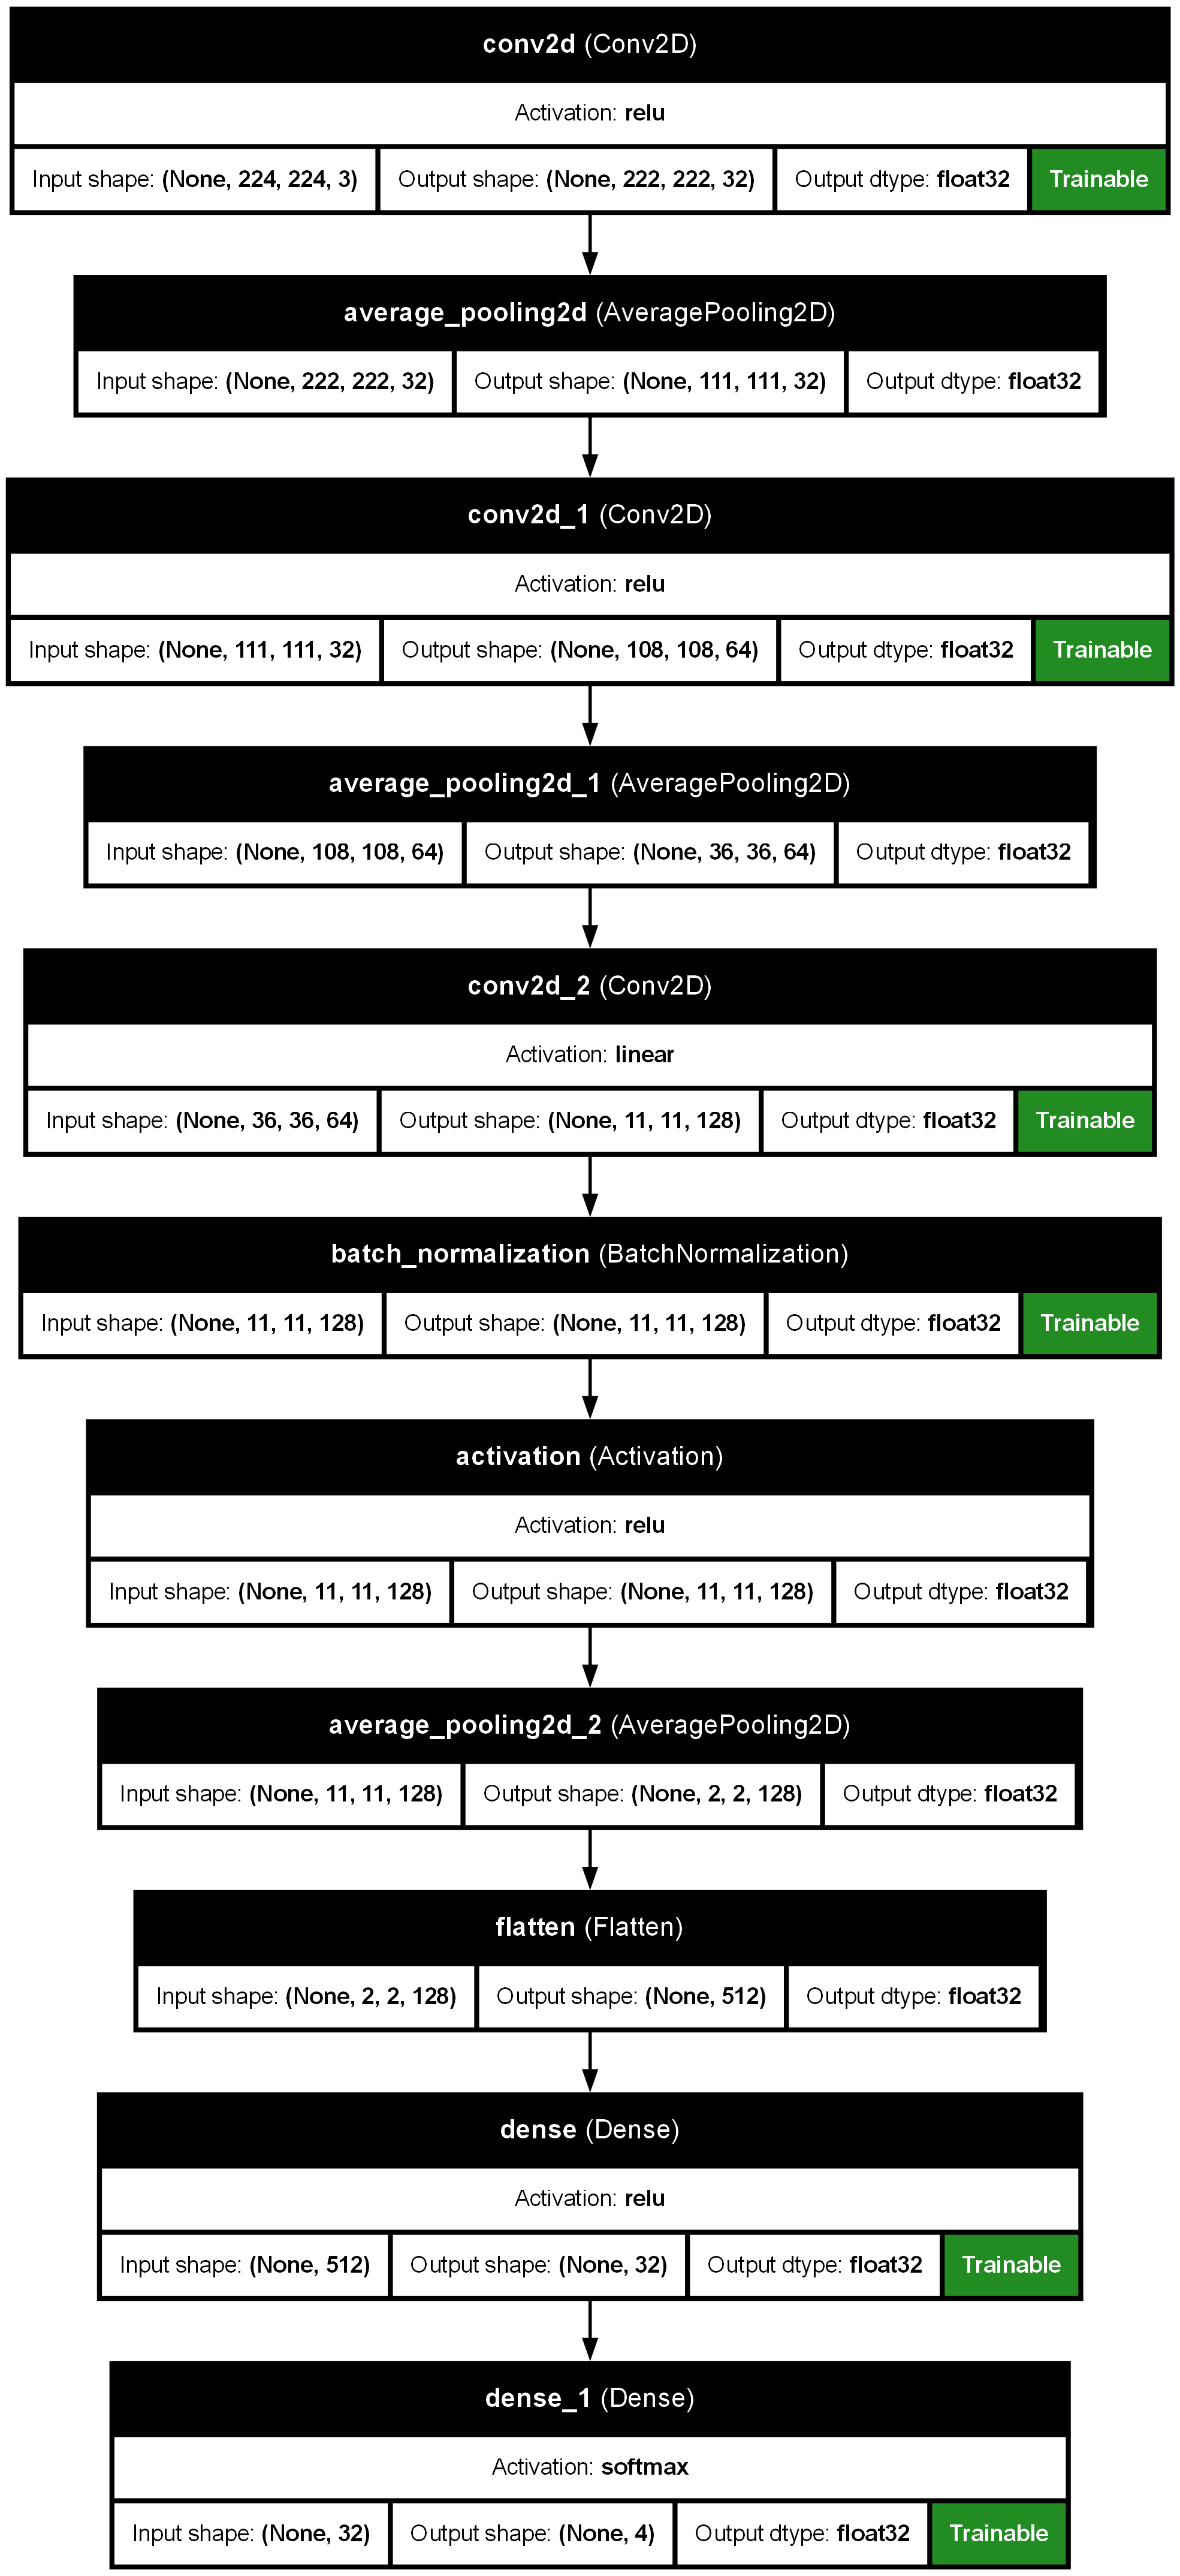 conv2d (Conv2D)
Activation: relu
Input shape: (None, 224, 224, 3) Output shape: (None, 222, 222, 32) Output dtype: float32 Trainable
average_pooling2d (AveragePooling2D)
Input shape: (None, 222, 222, 32) Output shape: (None, 111, 111, 32) Output dtype: float32
conv2d_1 (Conv2D)
Activation: relu
Input shape: (None, 111, 111, 32) Output shape: (None, 108, 108, 64) Output dtype: float32 Trainable
average_pooling2d_1 (AveragePooling2D)
Input shape: (None, 108, 108, 64) Output shape: (None, 36, 36, 64) Output dtype: float32
conv2d_2 (Conv2D)
Activation: linear
Input shape: (None, 36, 36, 64) Output shape: (None, 11, 11, 128) Output dtype: float32 Trainable
batch_normalization (BatchNormalization)
Input shape: (None, 11, 11, 128) Output shape: (None, 11, 11, 128) Output dtype: float32 Trainable
activation (Activation)
Activation: relu
Input shape: (None, 11, 11, 128) Output shape: (None, 11, 11, 128) Output dtype: float32
average_pooling2d_2 (AveragePooling2D)
Input shape: (None, 11, 11, 128) Output shape: (None, 2, 2, 128) Output dtype: float32
flatten (Flatten)
Input shape: (None, 2, 2, 128) Output shape: (None, 512) Output dtype: float32
dense (Dense)
Activation: relu
Input shape: (None, 512) Output shape: (None, 32) Output dtype: float32 Trainable
dense_1 (Dense)
Activation: softmax
Input shape: (None, 32) Output shape: (None, 4) Output dtype: float32 Trainable